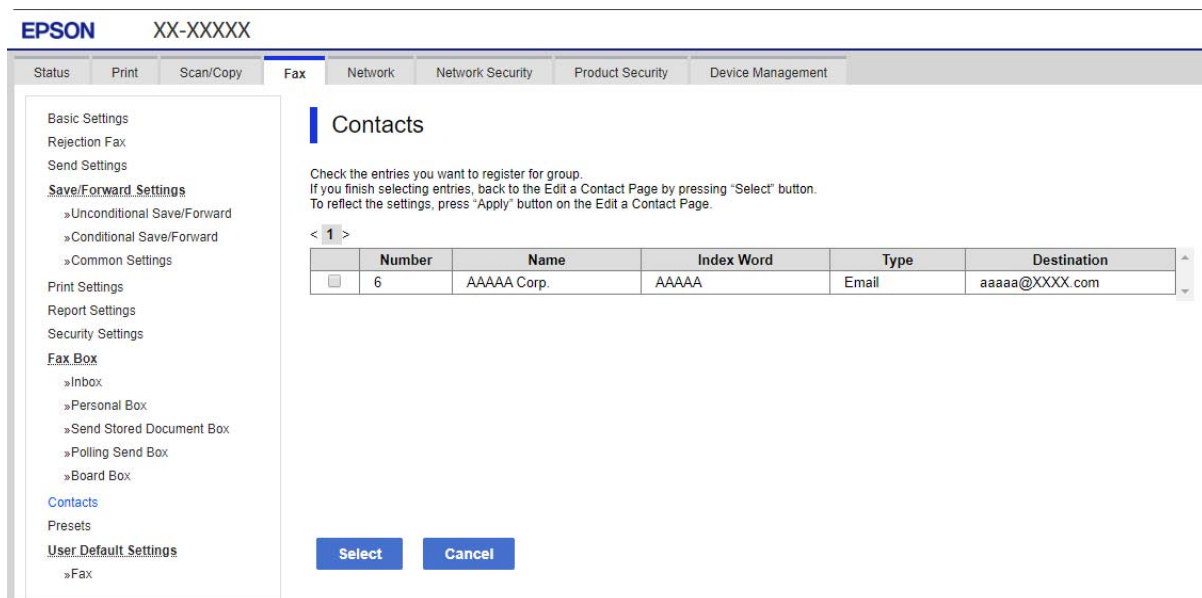 EPSON XX-XXXXX
Status Print Scan/Copy Fax Network Network Security Product Security Device Management
Basic Settings
Rejection Fax
Send Settings
Save/Forward Settings
»Unconditional Save/Forward
»Conditional Save/Forward
»Common Settings
Print Settings
Report Settings
Security Settings
Fax Box
»Inbox
»Personal Box
»Send Stored Document Box
»Polling Send Box
»Board Box
Contacts
Presets
User Default Settings
»Fax
Contacts
Check the entries you want to register for group.
If you finish selecting entries, back to the Edit a Contact Page by pressing “Select” button.
To reflect the settings, press “Apply” button on the Edit a Contact Page.
< 1 >
Number Name Index Word Type Destination
6 AAAAA Corp. AAAAA Email aaaaa@XXXX.com
Select Cancel